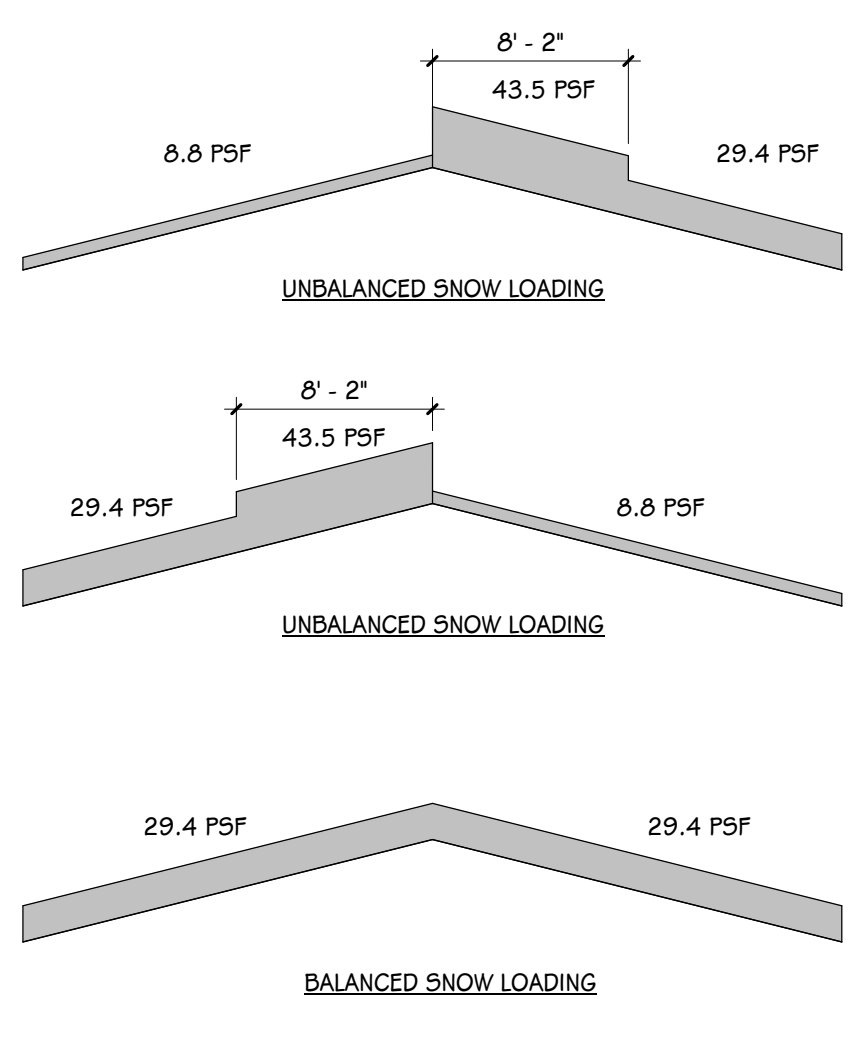 8' - 2"
43.5 PSF
8.8 PSF
29.4 PSF
UNBALANCED SNOW LOADING
8' - 2"
43.5 PSF
29.4 PSF
8.8 PSF
UNBALANCED SNOW LOADING
29.4 PSF
29.4 PSF
BALANCED SNOW LOADING